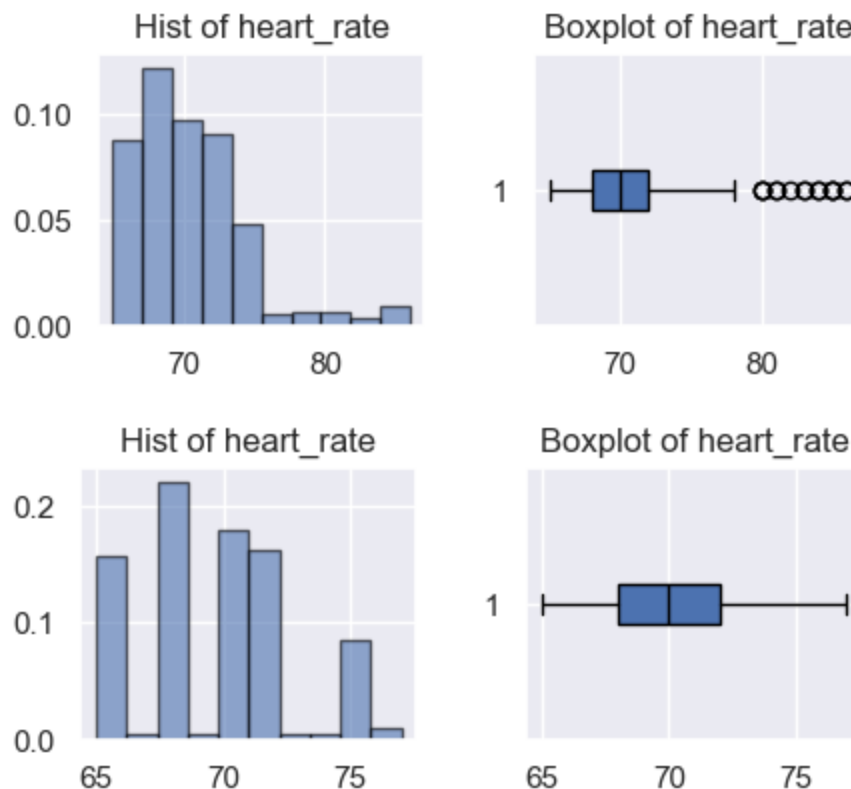 Hist of heart_rate
Boxplot of heart_rate
0.10
0.05
0.00
70 80
1
70 80
Hist of heart_rate
Boxplot of heart_rate
0.2
0.1
0.0
65 70 75
1
65 70 75